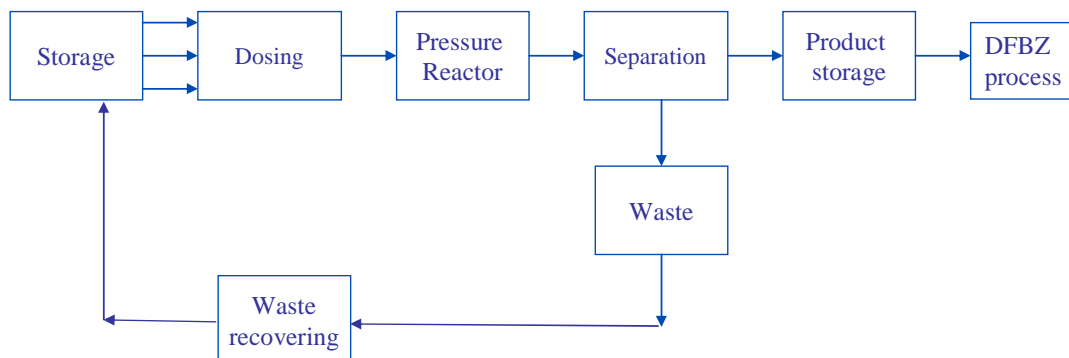 Storage
Dosing
Pressure
Reactor
Separation
Product
storage
DFBZ
process
Waste
Waste
recovering